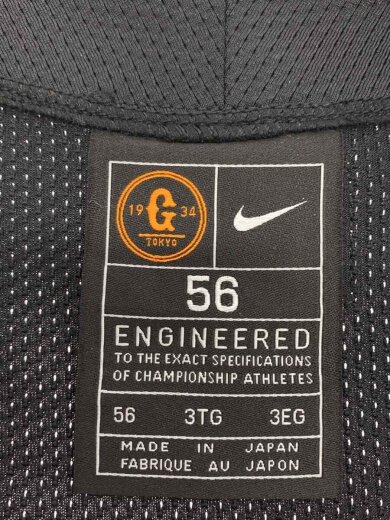 19 G 34
TOKYO
56
ENGINEERED
TO THE EXACT SPECIFICATIONS
OF CHAMPIONSHIP ATHLETES
56 3TG 3EG
MADE IN JAPAN
FABRIQUE AU JAPON